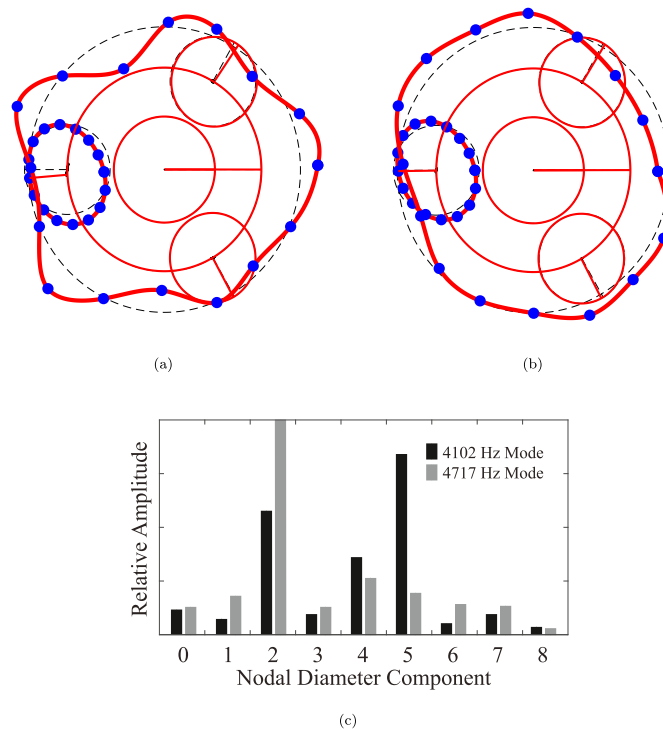 (a)
(b)
Relative Amplitude
4102 Hz Mode
4717 Hz Mode
0 1 2 3 4 5 6 7 8
Nodal Diameter Component
(c)